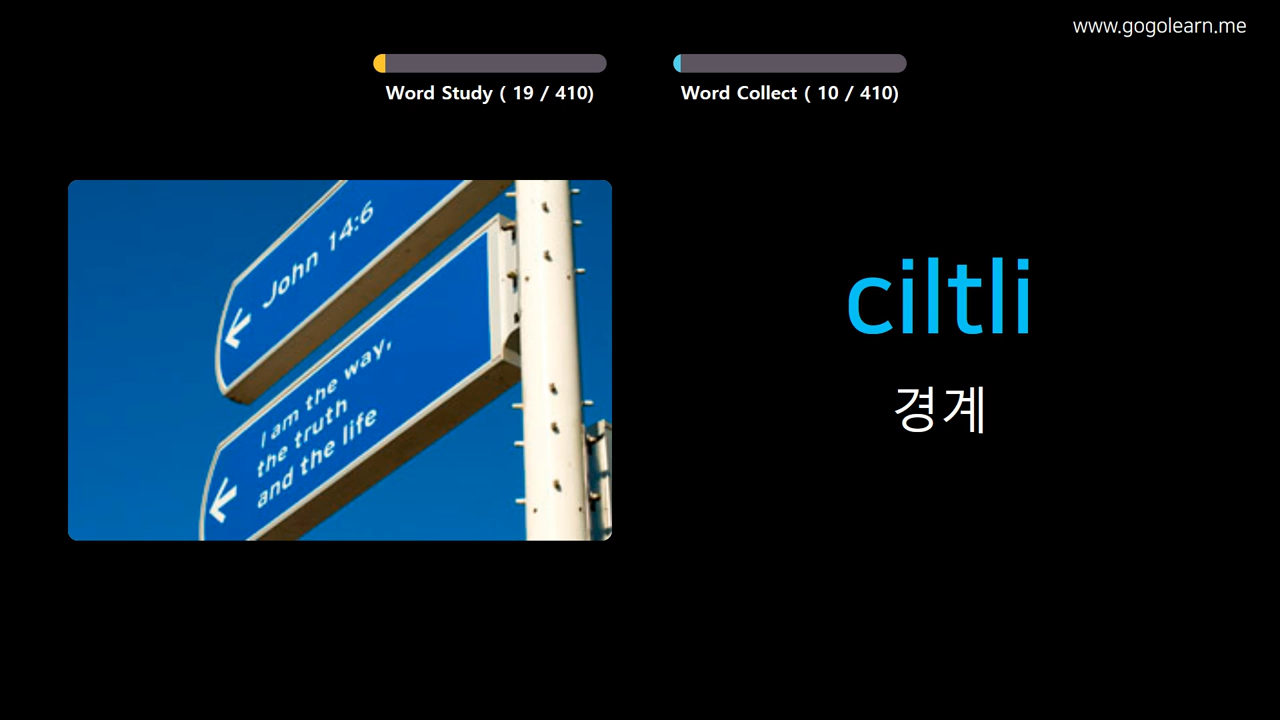 www.gogolearn.me
Word Study ( 19 / 410)
Word Collect ( 10 / 410)
John 14:6
I am the way,
the truth
and the life
ciltli
경계